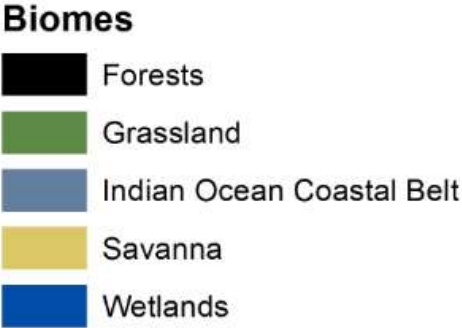 Biomes
Forests
Grassland
Indian Ocean Coastal Belt
Savanna
Wetlands